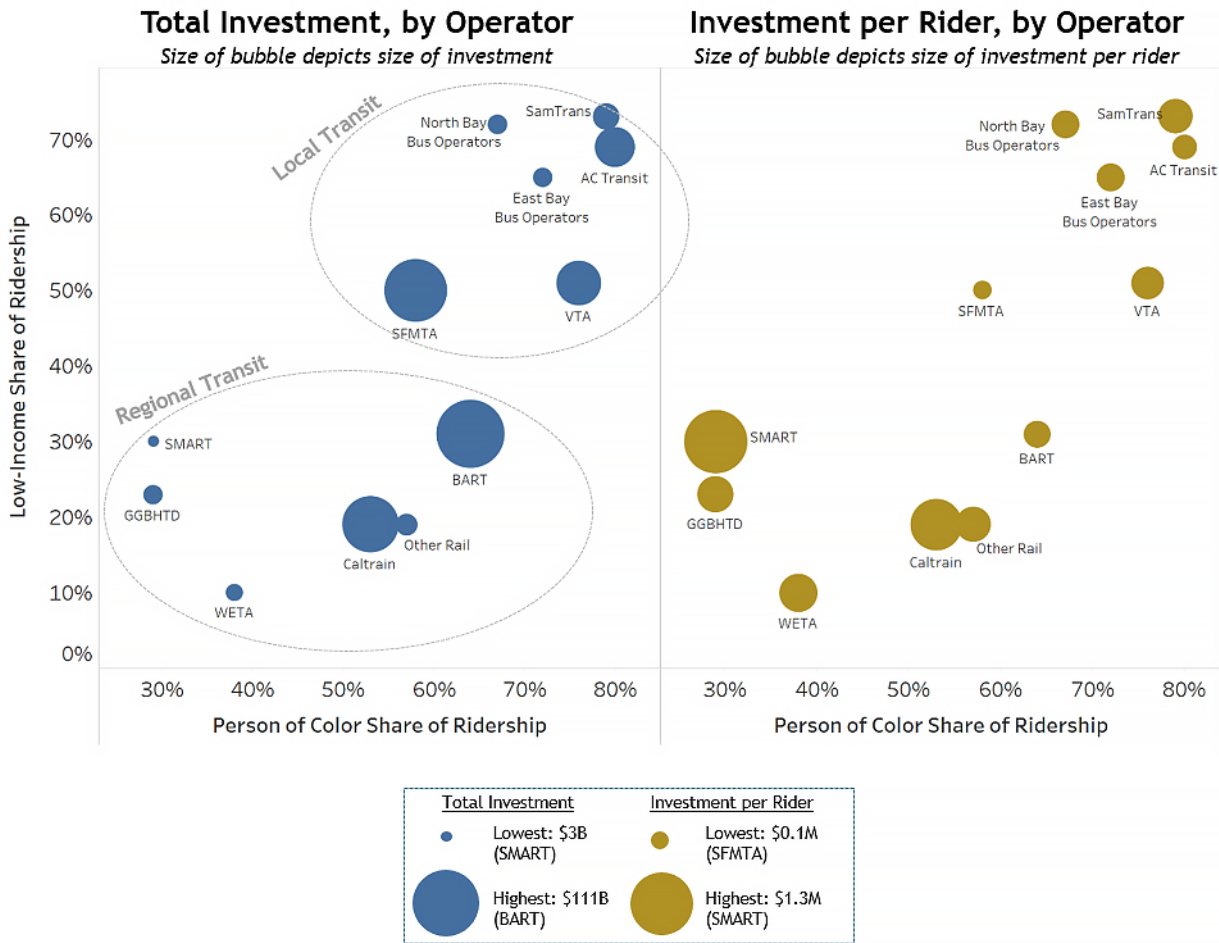 Total Investment, by Operator
Size of bubble depicts size of investment
Investment per Rider, by Operator
Size of bubble depicts size of investment per rider
Low-Income Share of Ridership
70%
60%
50%
40%
30%
20%
10%
0%
Local Transit
North Bay
Bus Operators
SamTrans
AC Transit
East Bay
Bus Operators
SFMTA
VTA
Regional Transit
SMART
BART
GGBHTD
Caltrain
Other Rail
WETA
30%
40%
50%
60%
70%
80%
Person of Color Share of Ridership
North Bay
Bus Operators
SamTrans
AC Transit
East Bay
Bus Operators
SFMTA
VTA
SMART
BART
GGBHTD
Caltrain
Other Rail
WETA
30%
40%
50%
60%
70%
80%
Person of Color Share of Ridership
Total Investment
Lowest: $3B
(SMART)
Highest: $111B
(BART)
Investment per Rider
Lowest: $0.1M
(SFMTA)
Highest: $1.3M
(SMART)